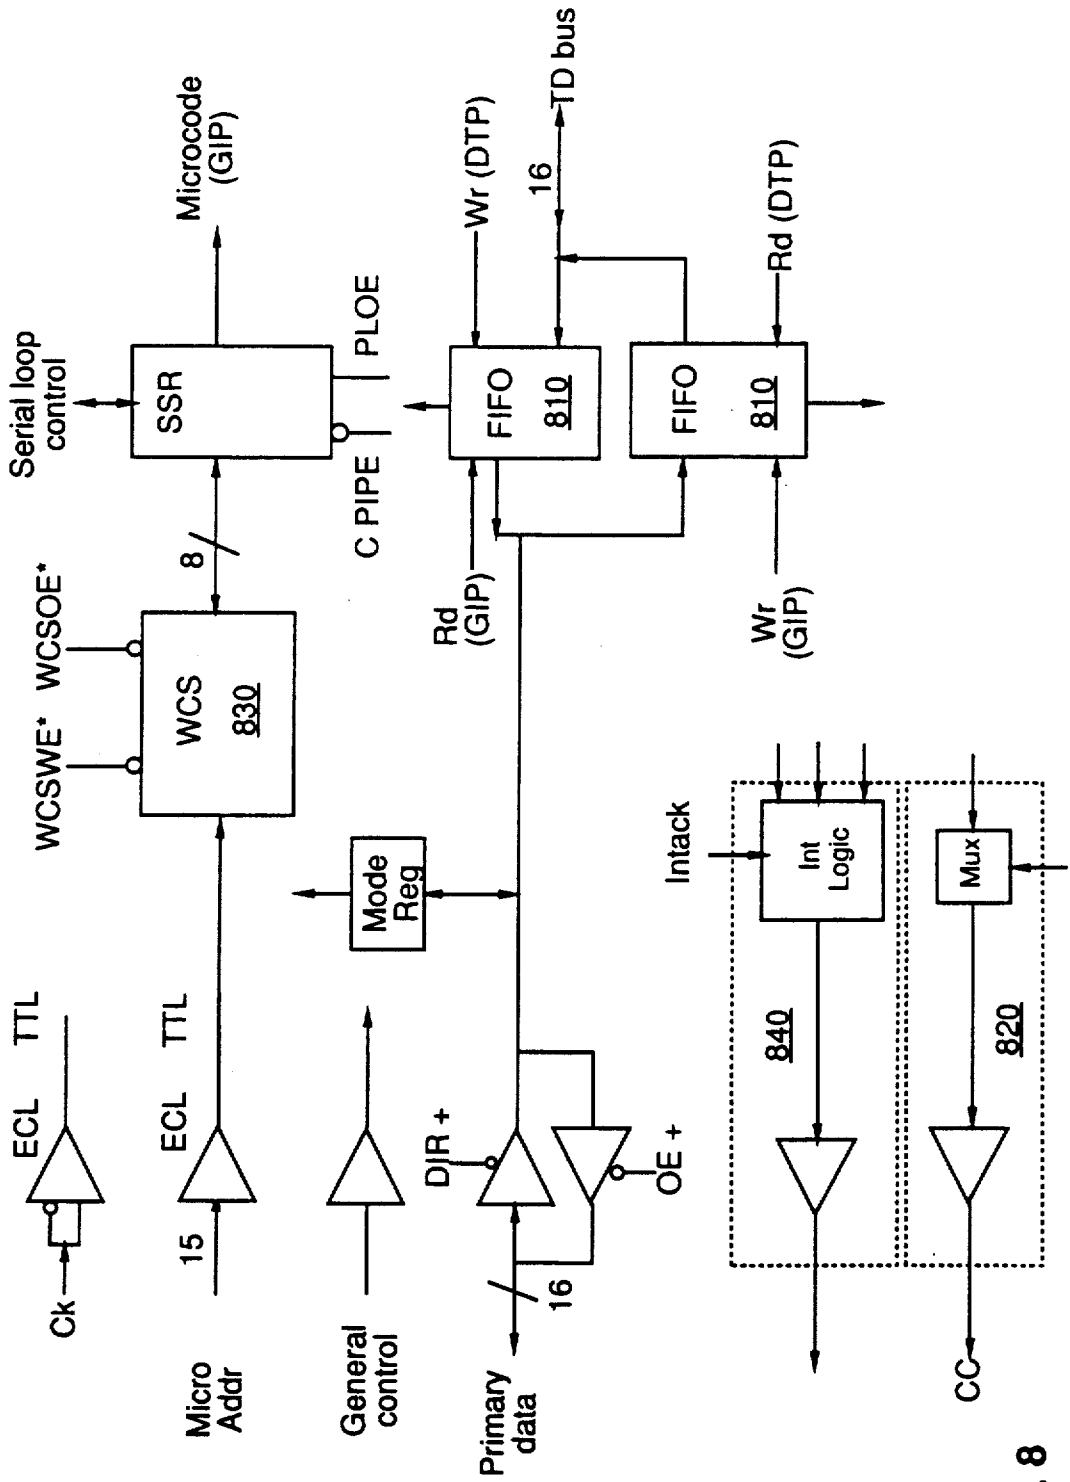 Ck
ECL TTL
Micro
Addr
15
ECL TTL
WCSWE*
WCSOE*
WCS
830
8
Serial loop
control
SSR
Microcode
(GIP)
C PIPE
PLOE
General
control
Mode
Reg
Primary
data
16
DIR +
OE +
Rd
(GIP)
FIFO
810
Wr (DTP)
16
TD bus
Wr
(GIP)
FIFO
810
Rd (DTP)
Intack
840
Int
Logic
CC
820
Mux
8